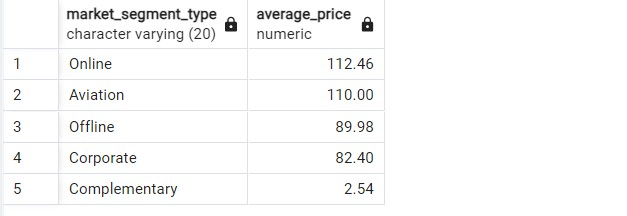 market_segment_type average_price
character varying (20) numeric
1 Online 112.46
2 Aviation 110.00
3 Offline 89.98
4 Corporate 82.40
5 Complementary 2.54